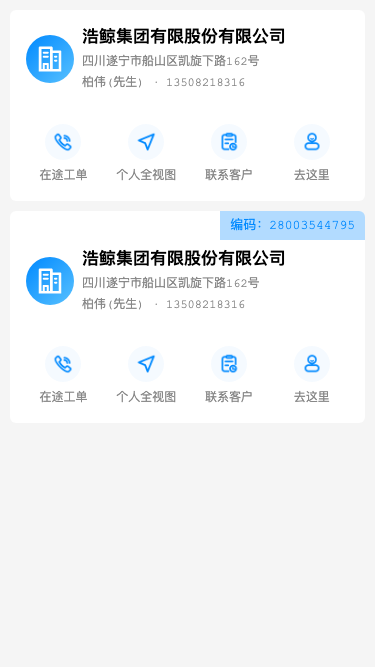 浩鲸集团有限股份有限公司
四川遂宁市船山区凯旋下路162号
柏伟(先生) · 13508218316
在途工单 个人全视图 联系客户 去这里
编码: 28003544795
浩鲸集团有限股份有限公司
四川遂宁市船山区凯旋下路162号
柏伟(先生) · 13508218316
在途工单 个人全视图 联系客户 去这里